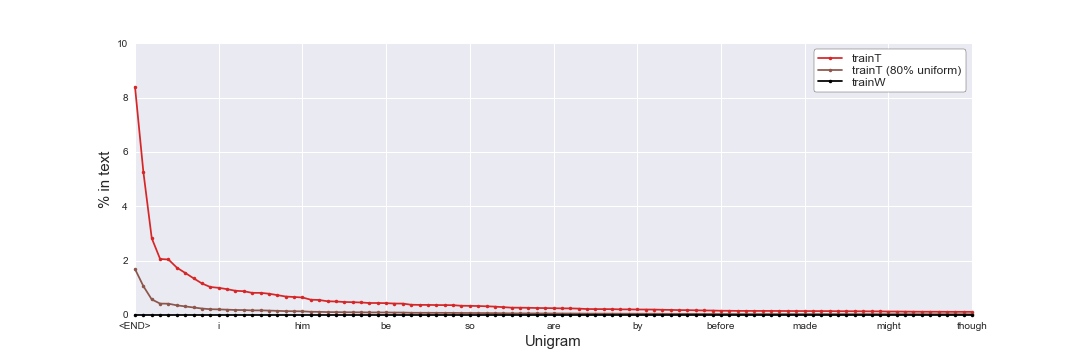 10
8
6
4
2
0
% in text
trainT
trainT (80% uniform)
trainW
<END> i him be so are by before made might though
Unigram